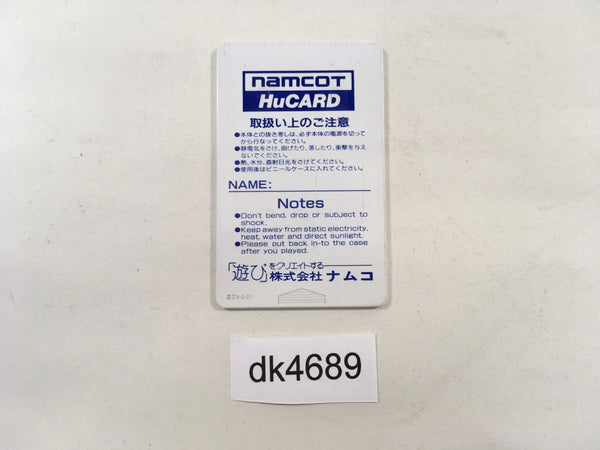 namcoT
HuCARD
取扱い上のご注意
●本体との抜き差しは、必ず本体の電源を切って
から行なってください。
●静電気をさけ、曲げたり、落したり、衝撃を与え
ないでください。
●熱、水分、直射日光をさけてください。
●使用後はビニールケースに入れてください。
NAME:
Notes
●Don't bend, drop or subject to
shock.
●Keep away from static electricity,
heat, water and direct sunlight.
●Please put back in-to the case
after you played.
「遊び」をクリエイトする
株式会社 ナムコ
dk4689